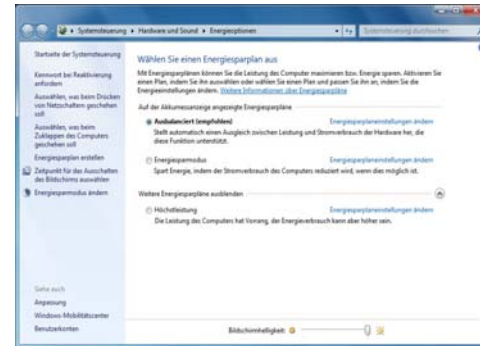 Systemsteuerung ▸ Hardware und Sound ▸ Energieoptionen
Systemsteuerung durchsuchen
Startseite der Systemsteuerung
Kennwort bei Reaktivierung
anfordern
Auswählen, was beim Drücken
von Netzschaltern geschehen
soll
Auswählen, was beim
Zuklappen des Computers
geschehen soll
Energiesparplan erstellen
Zeitpunkt für das Ausschalten
des Bildschirms auswählen
Energiesparmodus ändern
Siehe auch
Anpassung
Windows-Mobilitätscenter
Benutzerkonten
Wählen Sie einen Energiesparplan aus
Mit Energiesparplänen können Sie die Leistung des Computer maximieren bzw. Energie sparen. Aktivieren Sie
einen Plan, indem Sie ihn auswählen oder wählen Sie einen Plan und passen Sie ihn an, indem Sie die
Energieeinstellungen ändern. Weitere Informationen über Energiesparpläne
Auf der Akkumessanzeige angezeigte Energiesparpläne
Ausbalanciert (empfohlen) Energiesparplaneinstellungen ändern
Stellt automatisch einen Ausgleich zwischen Leistung und Stromverbrauch der Hardware her, die
diese Funktion unterstützt.
Energiesparmodus Energiesparplaneinstellungen ändern
Spart Energie, indem der Stromverbrauch des Computers reduziert wird, wenn dies möglich ist.
Weitere Energiesparpläne ausblenden
Höchstleistung Energiesparplaneinstellungen ändern
Die Leistung des Computers hat Vorrang, der Energieverbrauch kann aber höher sein.
Bildschirmhelligkeit: